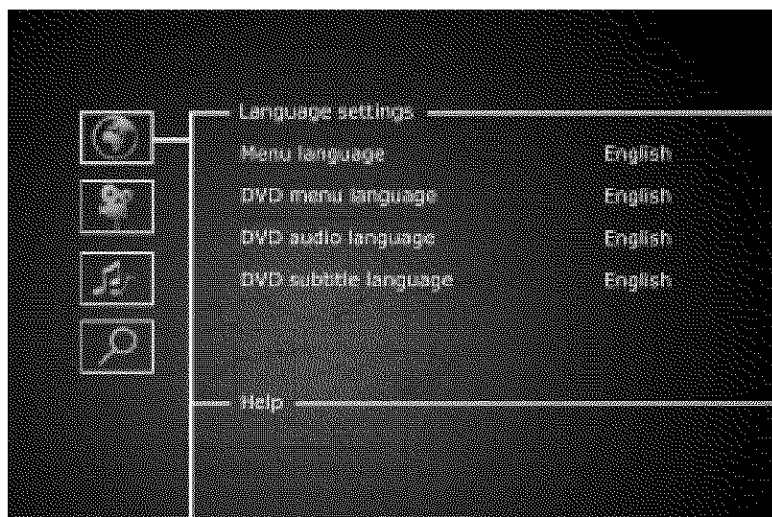 Language settings
Menu language English
DVD menu language English
DVD audio language English
DVD subtitle language English
Help